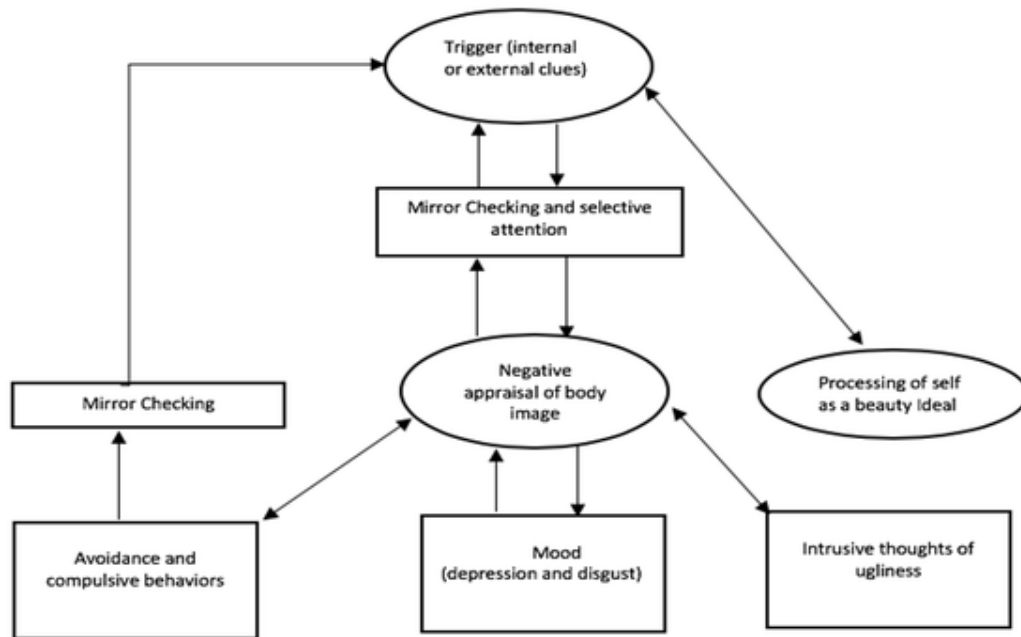 Trigger (internal
or external clues)
Mirror Checking and selective
attention
Negative
appraisal of body
image
Processing of self
as a beauty Ideal
Mirror Checking
Avoidance and
compulsive behaviors
Mood
(depression and disgust)
Intrusive thoughts of
ugliness